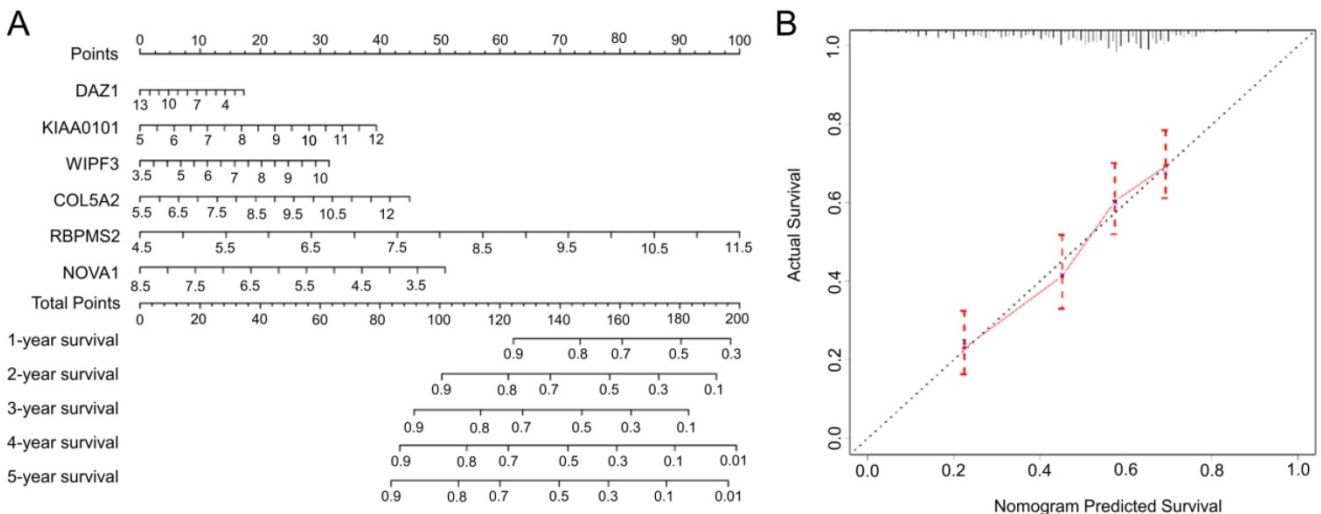 A
B
0 10 20 30 40 50 60 70 80 90 100
Points
DAZ1
13 10 7 4
KIAA0101
5 6 7 8 9 10 11 12
WIPF3
3.5 5 6 7 8 9 10
COL5A2
5.5 6.5 7.5 8.5 9.5 10.5 12
RBPMS2
4.5 5.5 6.5 7.5 8.5 9.5 10.5 11.5
NOVA1
8.5 7.5 6.5 5.5 4.5 3.5
Total Points
0 20 40 60 80 100 120 140 160 180 200
1-year survival
0.9 0.8 0.7 0.5 0.3
2-year survival
0.9 0.8 0.7 0.5 0.3 0.1
3-year survival
0.9 0.8 0.7 0.5 0.3 0.1
4-year survival
0.9 0.8 0.7 0.5 0.3 0.1 0.01
5-year survival
0.9 0.8 0.7 0.5 0.3 0.1 0.01
Actual Survival
1.0
0.8
0.6
0.4
0.2
0.0
0.0 0.2 0.4 0.6 0.8 1.0
Nomogram Predicted Survival